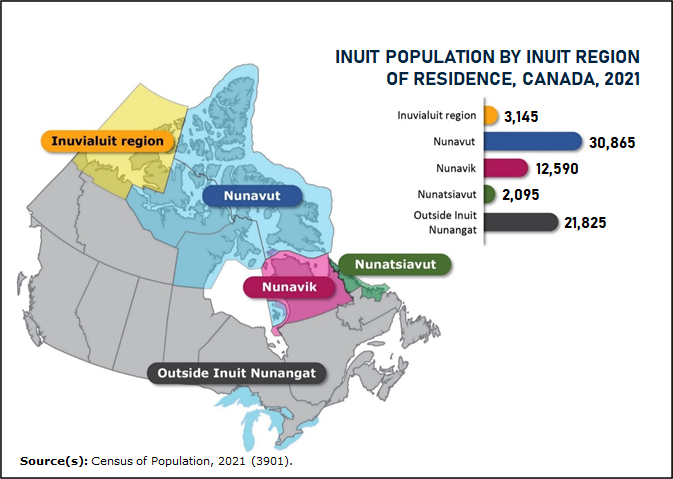 INUIT POPULATION BY INUIT REGION
OF RESIDENCE, CANADA, 2021
Inuvialuit region 3,145
Nunavut 30,865
Nunavik 12,590
Nunatsiavut 2,095
Outside Inuit
Nunangat 21,825
Inuvialuit region
Nunavut
Nunatsiavut
Nunavik
Outside Inuit Nunangat
Source(s): Census of Population, 2021 (3901).